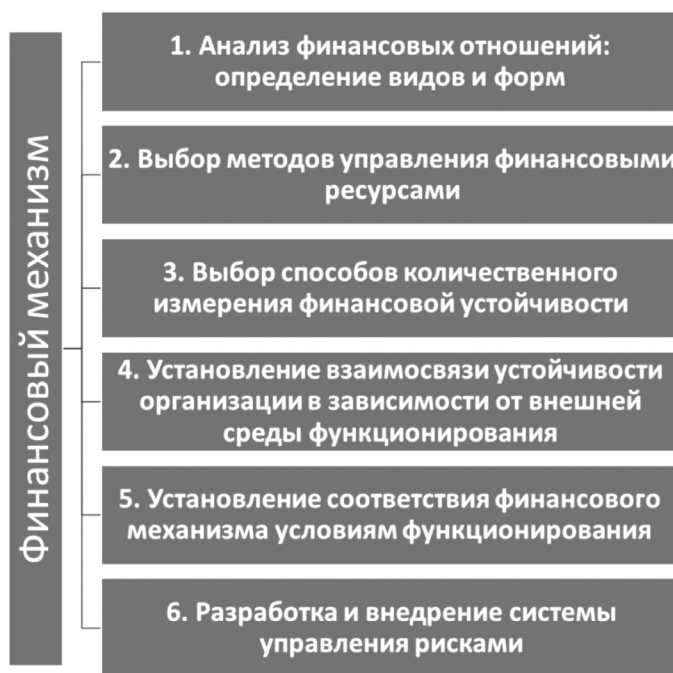 Финансовый механизм
1. Анализ финансовых отношений:
определение видов и форм
2. Выбор методов управления финансовыми
ресурсами
3. Выбор способов количественного
измерения финансовой устойчивости
4. Установление взаимосвязи устойчивости
организации в зависимости от внешней
среды функционирования
5. Установление соответствия финансового
механизма условиям функционирования
6. Разработка и внедрение системы
управления рисками